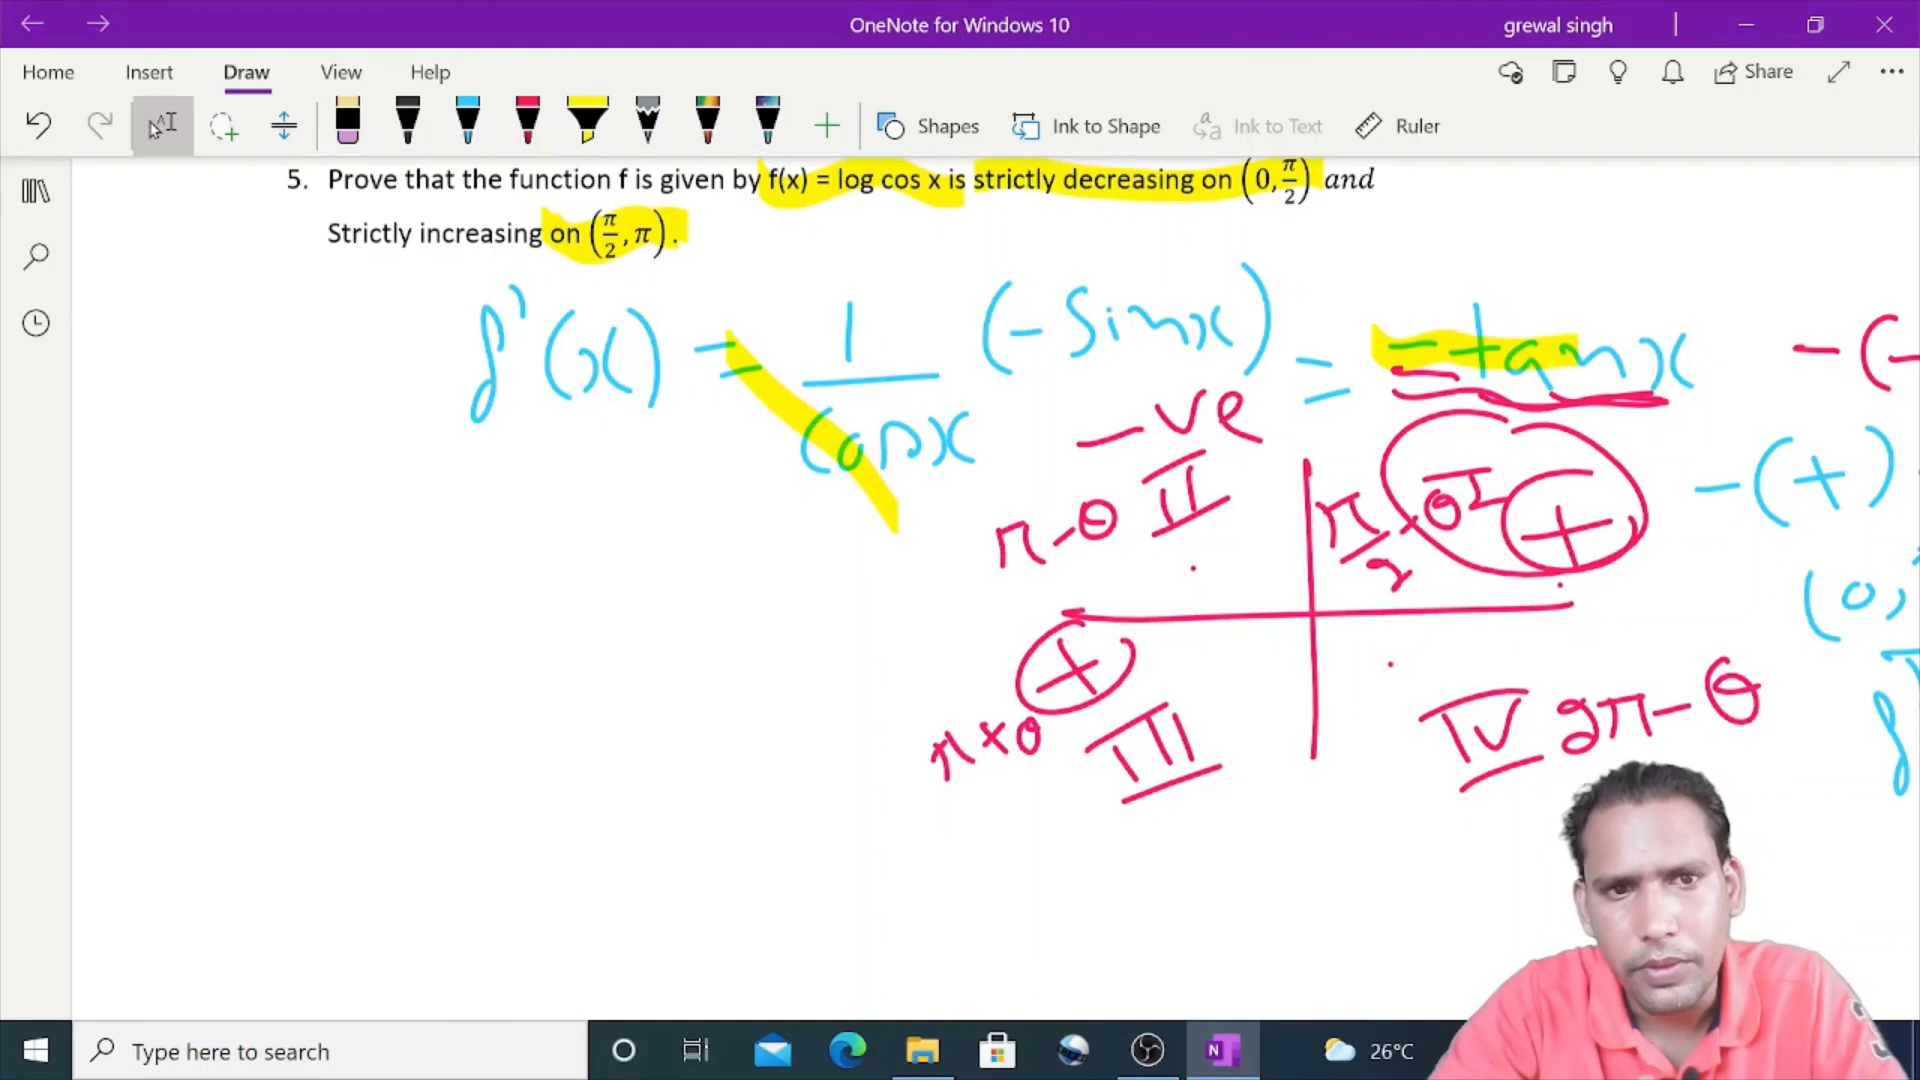 OneNote for Windows 10
grewal singh
Home Insert Draw View Help
Share
Shapes Ink to Shape Ink to Text Ruler
5. Prove that the function f is given by f(x) = log cos x is strictly decreasing on (0, π/2) and
Strictly increasing on (π/2, π).
f'(x) = 1/cosx (-sinx) = -tanx
-(-
-ve
-(+)
π-θ II
π/2-θ I +
(0,
+
π+θ III
IV 2π-θ
f
Type here to search
26°C